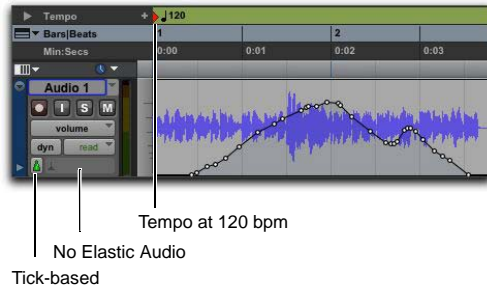 Tempo + 120
Bars|Beats 1 2
Min:Secs 0:00 0:01 0:02 0:03
Audio 1
I S M
volume
dyn read
Tempo at 120 bpm
No Elastic Audio
Tick-based